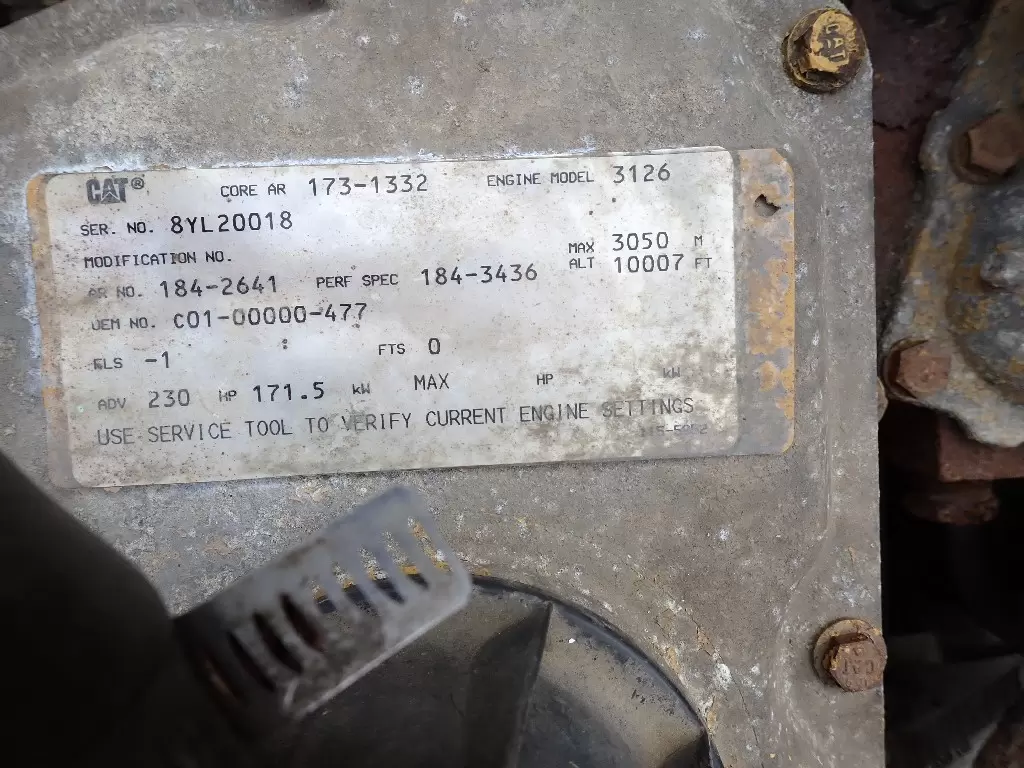 CAT® CORE AR 173-1332 ENGINE MODEL 3126
SER. NO. 8YL20018
MODIFICATION NO.
MAX 3050 M
ALT 10007 FT
AR NO. 184-2641 PERF SPEC 184-3436
OEM NO. C01-00000-477
FLS -1 FTS 0
ADV 230 HP 171.5 kW MAX HP kW
USE SERVICE TOOL TO VERIFY CURRENT ENGINE SETTINGS
CAT
CAT